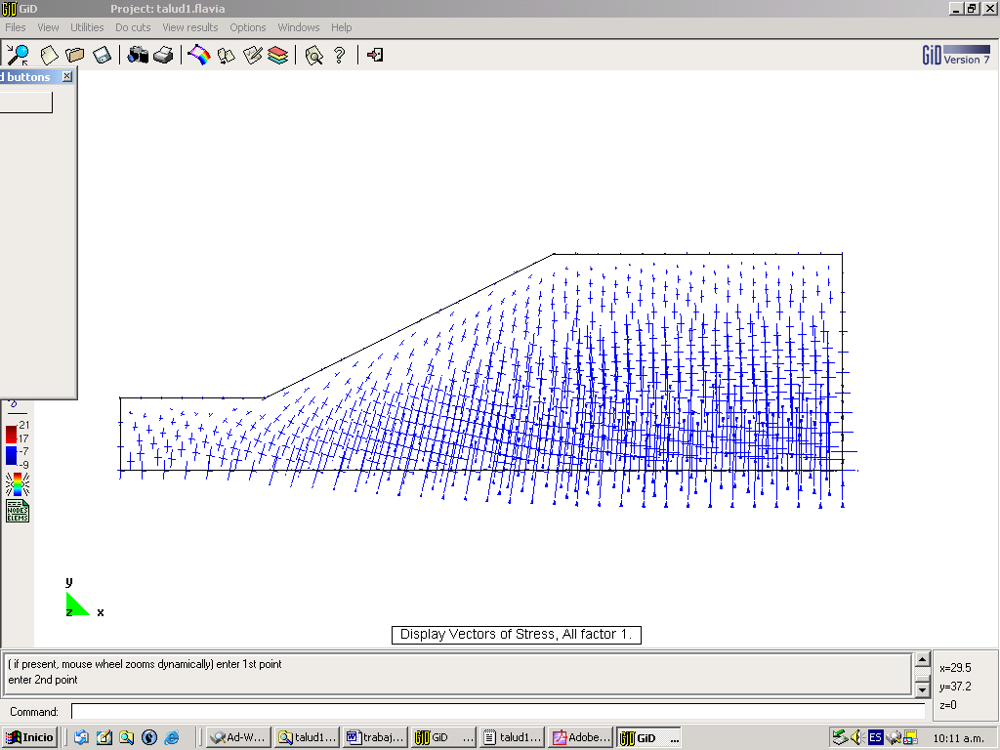 GiD Project: talud1.flavia
Files View Utilities Do cuts View results Options Windows Help
GiD Version 7
d buttons
21
17
-7
-9
NODES
ELEMS
y
z x
Display Vectors of Stress, All factor 1.
( if present, mouse wheel zooms dynamically) enter 1st point
enter 2nd point
x=29.5
y=37.2
z=0
Command:
Inicio Ad-W... talud1... trabaj... GiD ... talud1... Adobe... GiD ... ES 10:11 a.m.